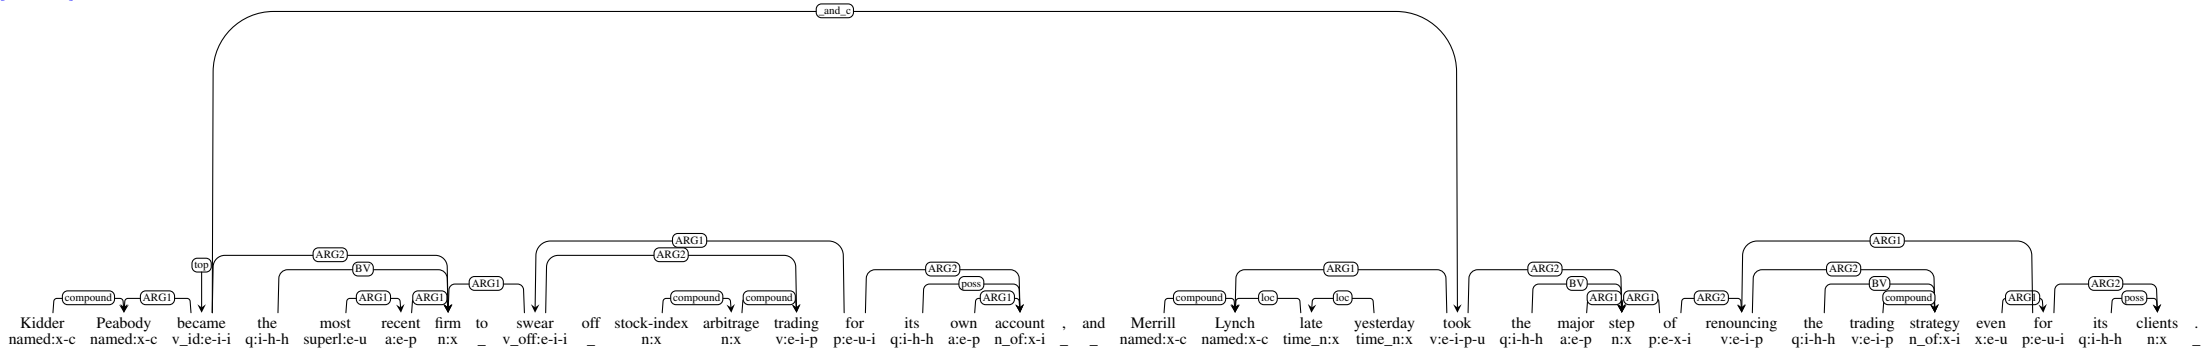 _and_c
ARG1 ARG1
ARG2 ARG2
top BV ARG1 ARG2 ARG2 ARG1 ARG2 BV ARG2 ARG2
compound ARG1 ARG1 ARG1 compound compound poss ARG1 compound loc loc BV ARG1 ARG1 ARG2 compound ARG1 poss
Kidder Peabody became the most recent firm to swear off stock-index arbitrage trading for its own account , and Merrill Lynch late yesterday took the major step of renouncing the trading strategy even for its clients .
named:x-c named:x-c v_id:e-i-i q:i-h-h superl:e-u a:e-p n:x _ v_off:e-i-i _ n:x n:x v:e-i-p p:e-u-i q:i-h-h a:e-p n_of:x-i _ _ named:x-c named:x-c time_n:x time_n:x v:e-i-p-u q:i-h-h a:e-p n:x p:e-x-i v:e-i-p q:i-h-h v:e-i-p n_of:x-i x:e-u p:e-u-i q:i-h-h n:x _